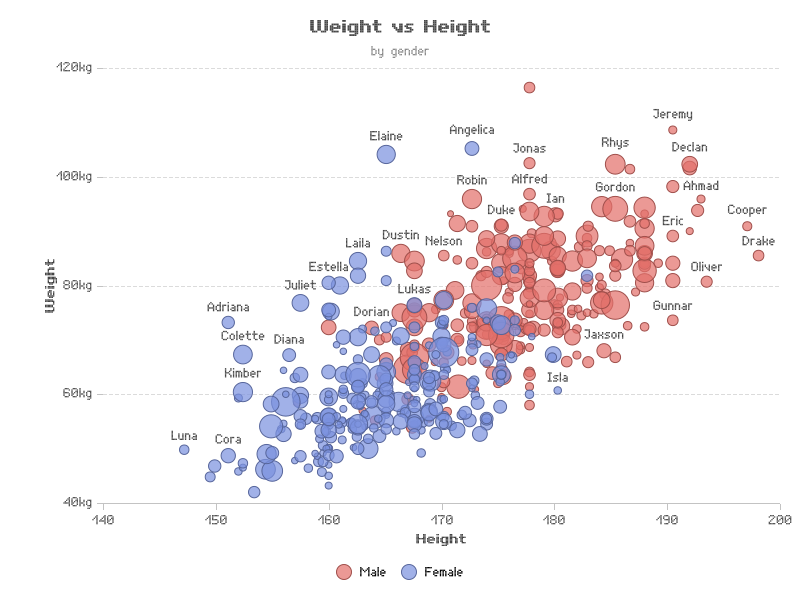 Weight vs Height
by gender
120kg
Jeremy
Elaine
Angelica
Jonas
Rhys
Declan
100kg
Robin
Alfred
Gordon
Ahmad
Duke
Ian
Eric
Cooper
Laila
Dustin
Nelson
Drake
Weight
80kg
Juliet
Estella
Lukas
Oliver
Adriana
Dorian
Gunnar
Colette
Diana
Jaxson
Kimber
Isla
60kg
Luna
Cora
40kg
140
150
160
170
180
190
200
Height
Male
Female